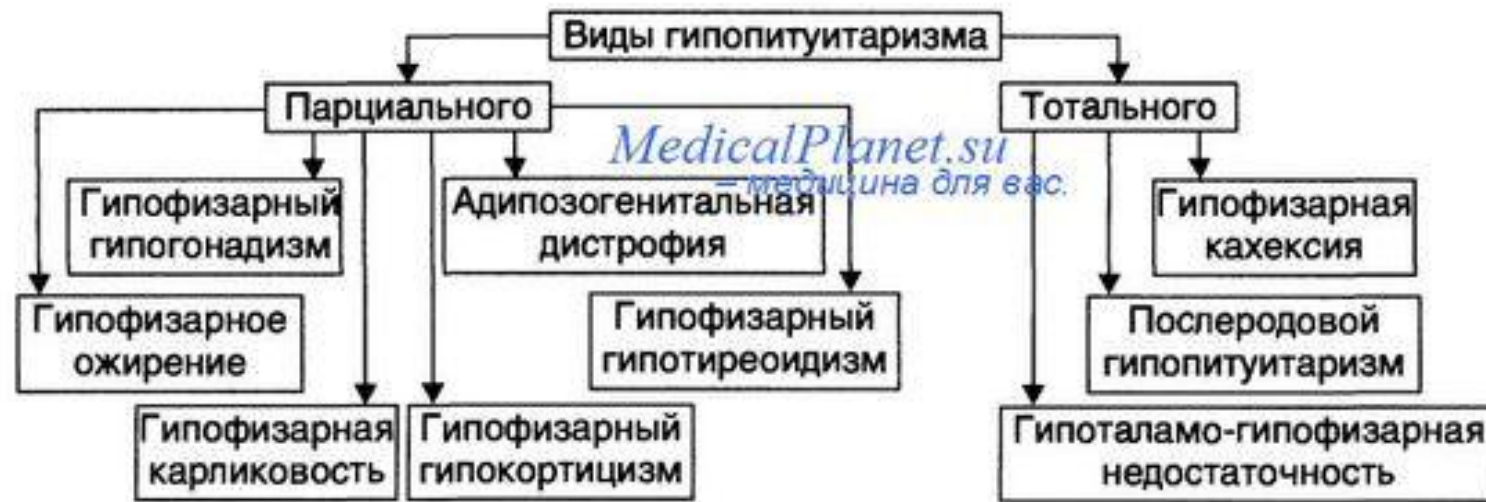 Виды гипопитуитаризма
Парциального
Тотального
MedicalPlanet.su
– медицина для вас.
Гипофизарный
гипогонадизм
Адипозогенитальная
дистрофия
Гипофизарная
кахексия
Гипофизарное
ожирение
Гипофизарный
гипотиреоидизм
Послеродовой
гипопитуитаризм
Гипофизарная
карликовость
Гипофизарный
гипокортицизм
Гипоталамо-гипофизарная
недостаточность